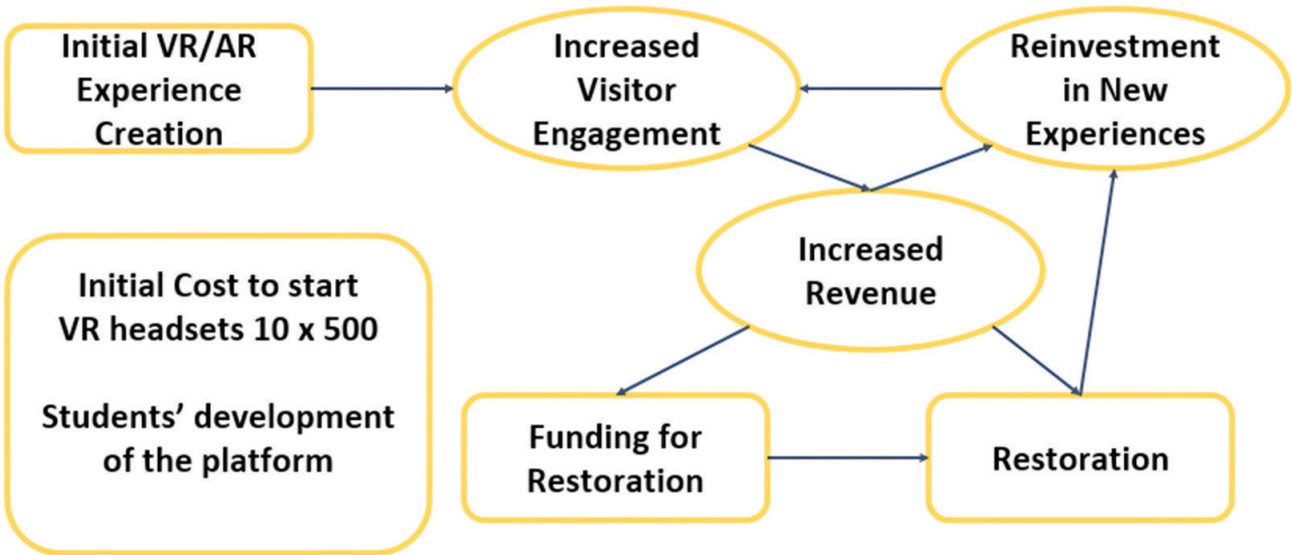 Initial VR/AR
Experience
Creation
Increased
Visitor
Engagement
Reinvestment
in New
Experiences
Increased
Revenue
Initial Cost to start
VR headsets 10 x 500
Students’ development
of the platform
Funding for
Restoration
Restoration